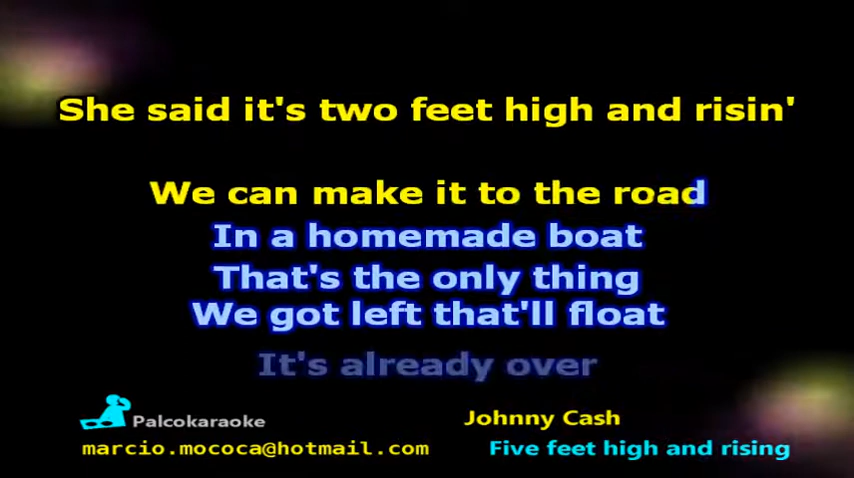 She said it's two feet high and risin'
We can make it to the road
In a homemade boat
That's the only thing
We got left that'll float
It's already over
Palcokaraoke
Johnny Cash
marcio.mococa@hotmail.com
Five feet high and rising